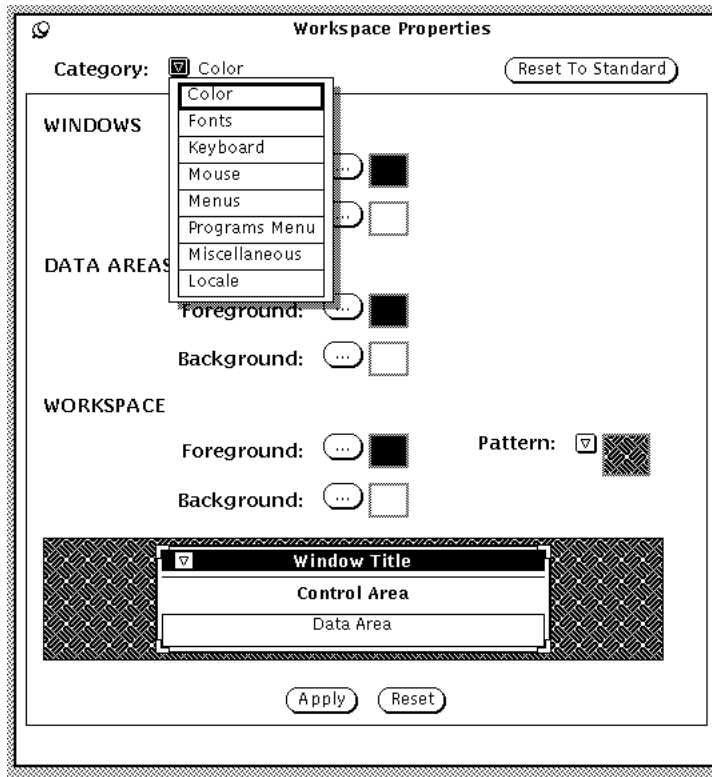 Workspace Properties
Category: Color Reset To Standard
Color
WINDOWS
Fonts
Keyboard
...
Mouse
Menus
...
Programs Menu
Miscellaneous
DATA AREAS
Locale
Foreground: ...
Background: ...
WORKSPACE
Foreground: ... Pattern:
Background: ...
Window Title
Control Area
Data Area
Apply Reset